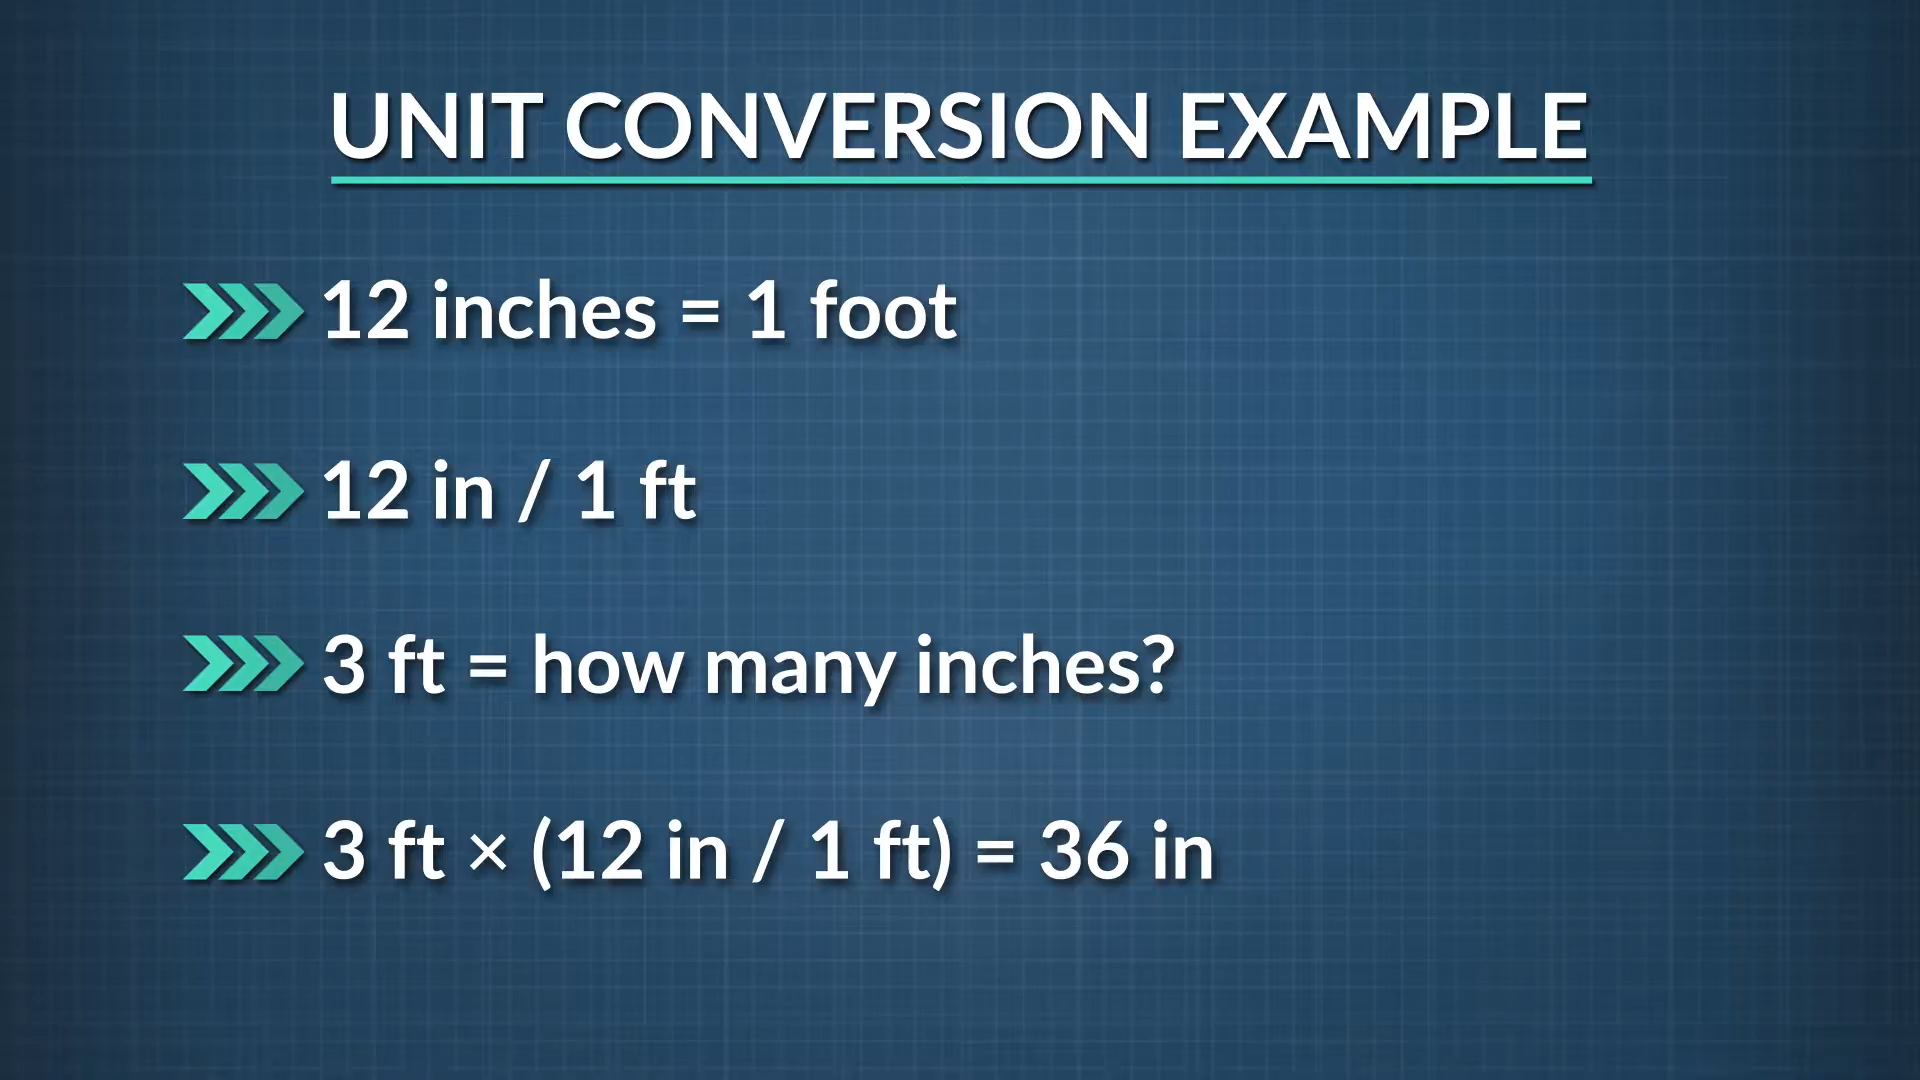 UNIT CONVERSION EXAMPLE
12 inches = 1 foot
12 in / 1 ft
3 ft = how many inches?
3 ft × (12 in / 1 ft) = 36 in